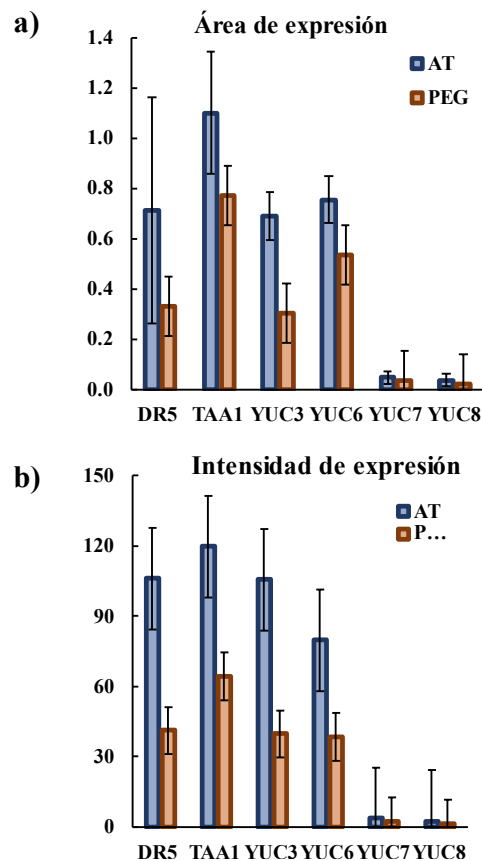 a)
Área de expresión
1.4
1.2
1.0
0.8
0.6
0.4
0.2
0.0
AT
PEG
DR5 TAA1 YUC3 YUC6 YUC7 YUC8
b)
Intensidad de expresión
150
120
90
60
30
0
AT
P...
DR5 TAA1 YUC3 YUC6 YUC7 YUC8